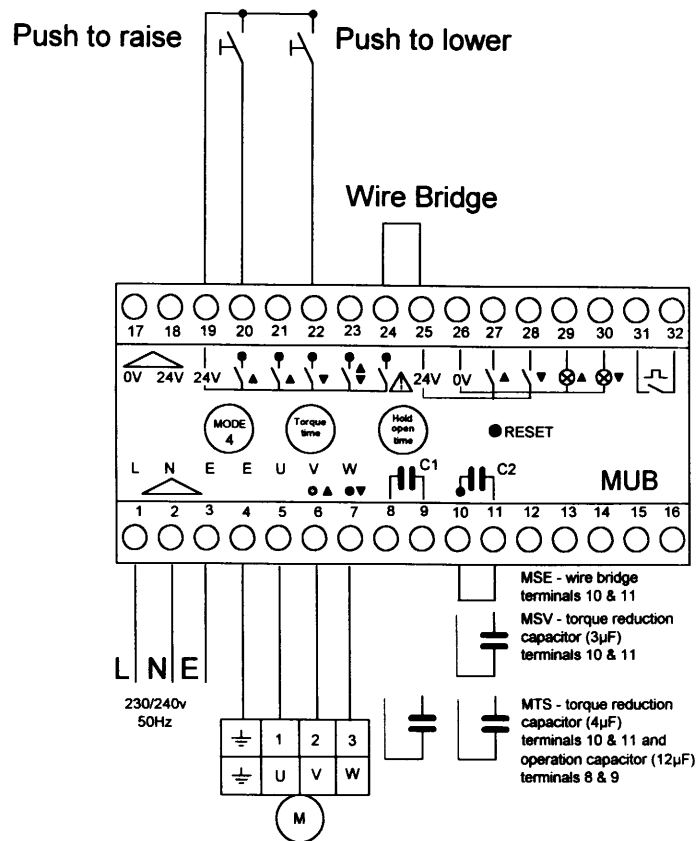 Push to raise
Push to lower
Wire Bridge
17 18 19 20 21 22 23 24 25 26 27 28 29 30 31 32
0V 24V 24V 24V 0V
MODE
4
Torque
time
Hold
open
time
RESET
L N E E U V W
C1
C2
MUB
1 2 3 4 5 6 7 8 9 10 11 12 13 14 15 16
MSE - wire bridge
terminals 10 & 11
MSV - torque reduction
capacitor (3µF)
terminals 10 & 11
L N E
230/240v
50Hz
MTS - torque reduction
capacitor (4µF)
terminals 10 & 11 and
operation capacitor (12µF)
terminals 8 & 9
1 2 3
U V W
M